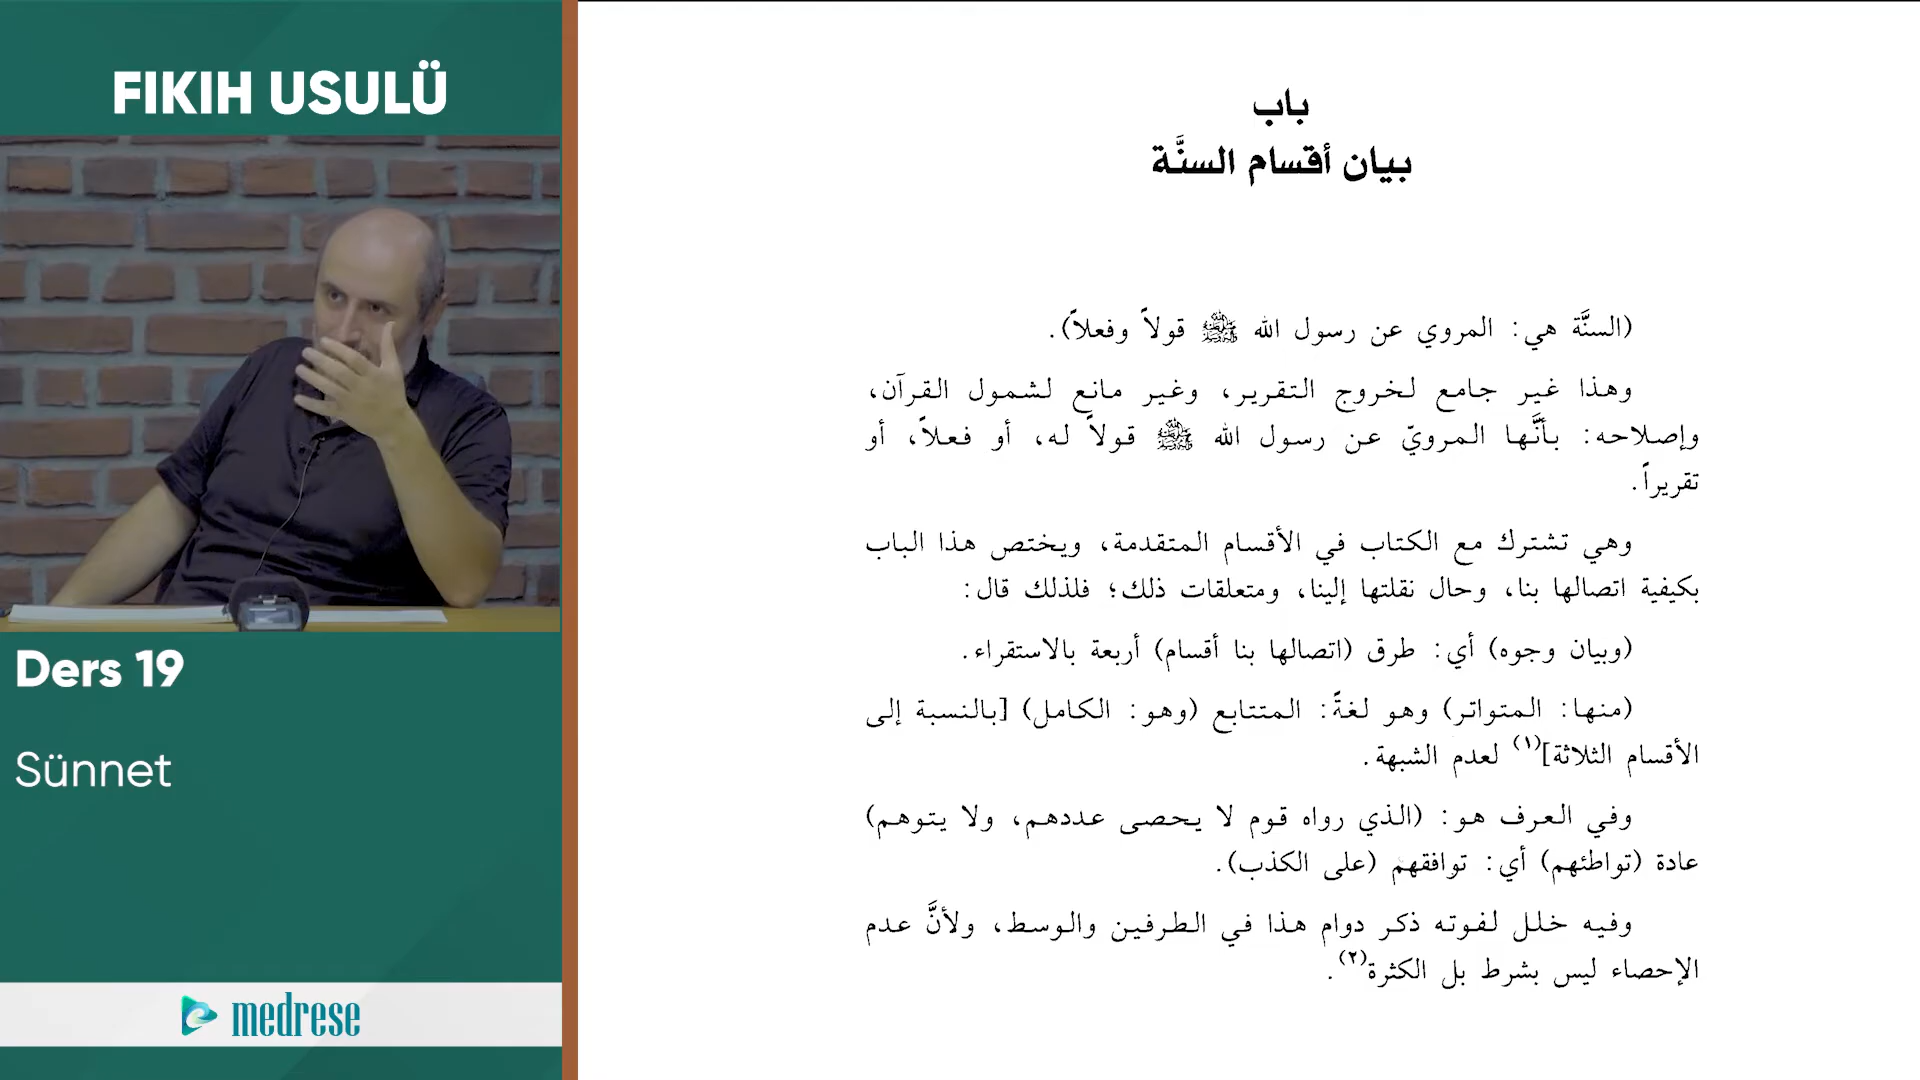 FIKIH USULÜ
Ders 19
Sünnet
medrese
باب
بيان أقسام السنَّة
(السنَّة هي: المروي عن رسول الله ﷺ قولاً وفعلاً).
وهذا غير جامع لخروج التقرير، وغير مانع لشمول القرآن،
وإصلاحه: بأنَّها المرويّ عن رسول الله ﷺ قولاً له، أو فعلاً، أو
تقريراً.
وهي تشترك مع الكتاب في الأقسام المتقدمة، ويختص هذا الباب
بكيفية اتصالها بنا، وحال نقلتها إلينا، ومتعلقات ذلك؛ فلذلك قال:
(وبيان وجوه) أي: طرق (اتصالها بنا أقسام) أربعة بالاستقراء.
(منها: المتواتر) وهو لغةً: المتتابع (وهو: الكامل) [بالنسبة إلى
الأقسام الثلاثة](١) لعدم الشبهة.
وفي العرف هو: (الذي رواه قوم لا يحصى عددهم، ولا يتوهم)
عادة (تواطئهم) أي: توافقهم (على الكذب).
وفيه خلل لفوته ذكر دوام هذا في الطرفين والوسط، ولأنَّ عدم
الإحصاء ليس بشرط بل الكثرة(٢).